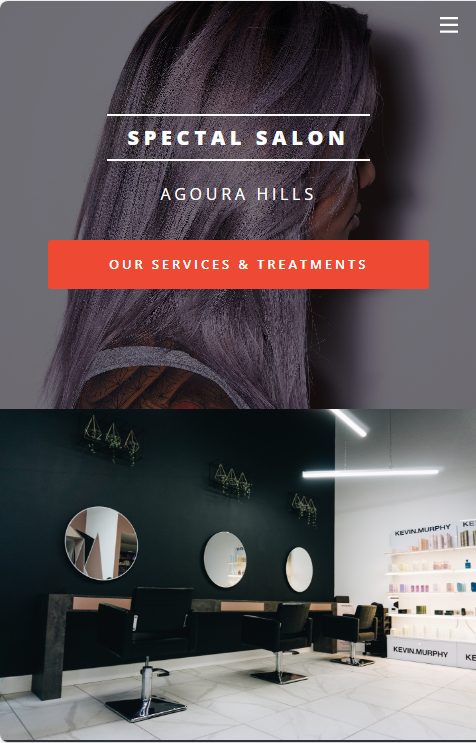 SPECTAL SALON
AGOURA HILLS
OUR SERVICES & TREATMENTS
KEVIN.MURPHY
KEVIN.MURPHY